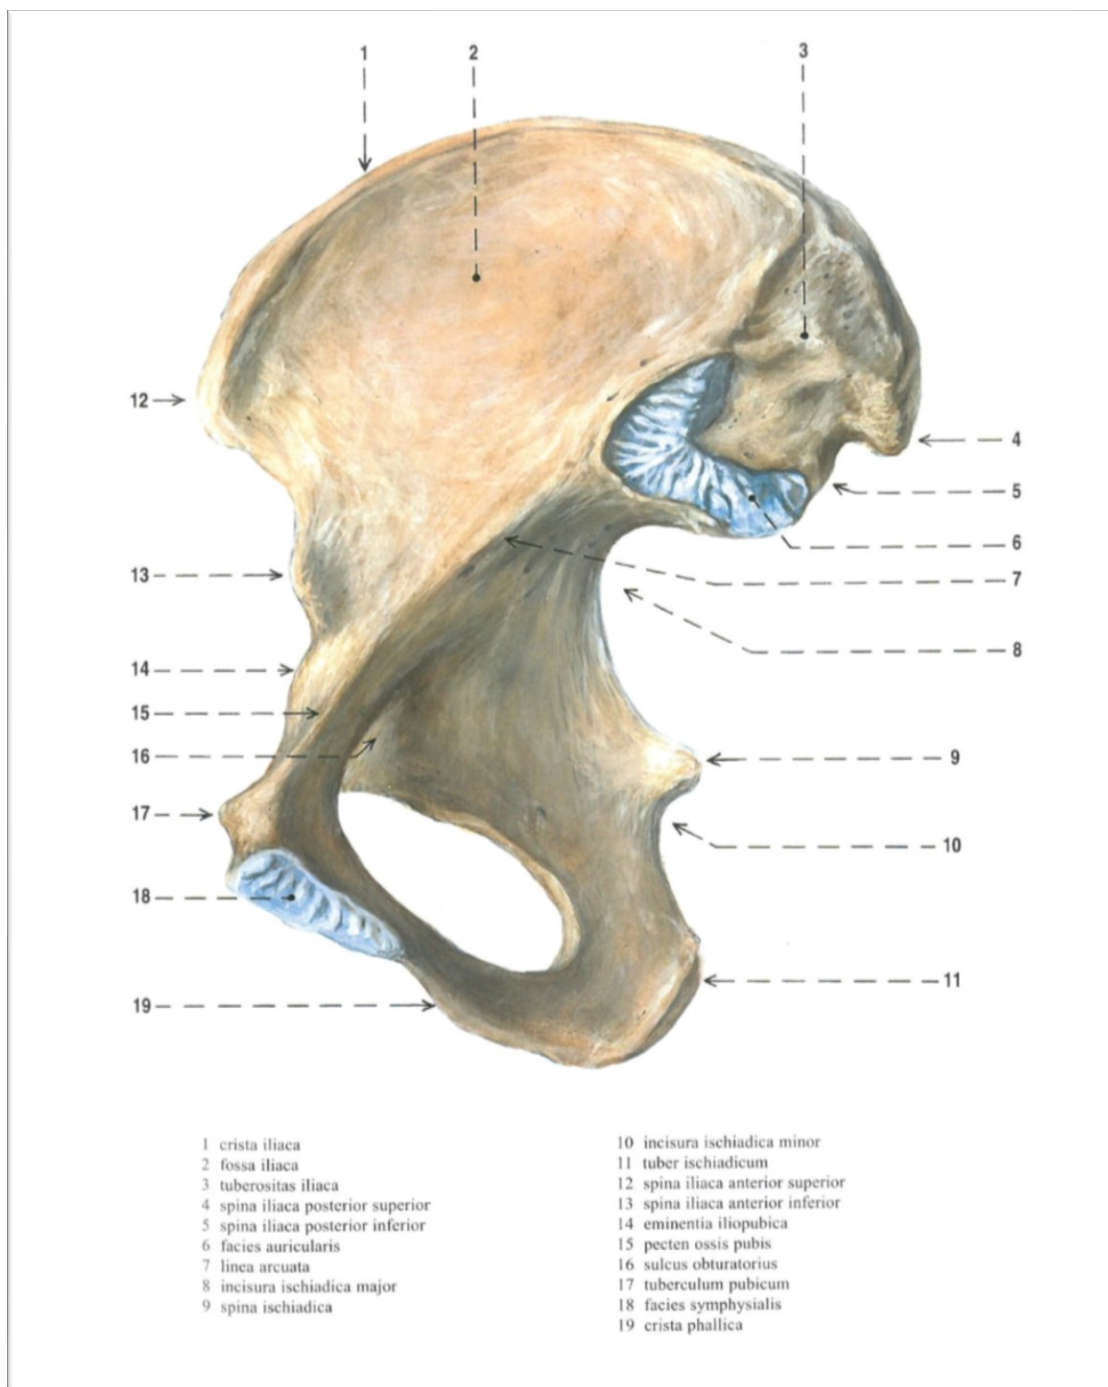 1 2 3
12
4
5
6
13
7
8
14
15
16
9
17
10
18
11
19
1 crista iliaca
2 fossa iliaca
3 tuberositas iliaca
4 spina iliaca posterior superior
5 spina iliaca posterior inferior
6 facies auricularis
7 linea arcuata
8 incisura ischiadica major
9 spina ischiadica
10 incisura ischiadica minor
11 tuber ischiadicum
12 spina iliaca anterior superior
13 spina iliaca anterior inferior
14 eminentia iliopubica
15 pecten ossis pubis
16 sulcus obturatorius
17 tuberculum pubicum
18 facies symphysialis
19 crista phallica